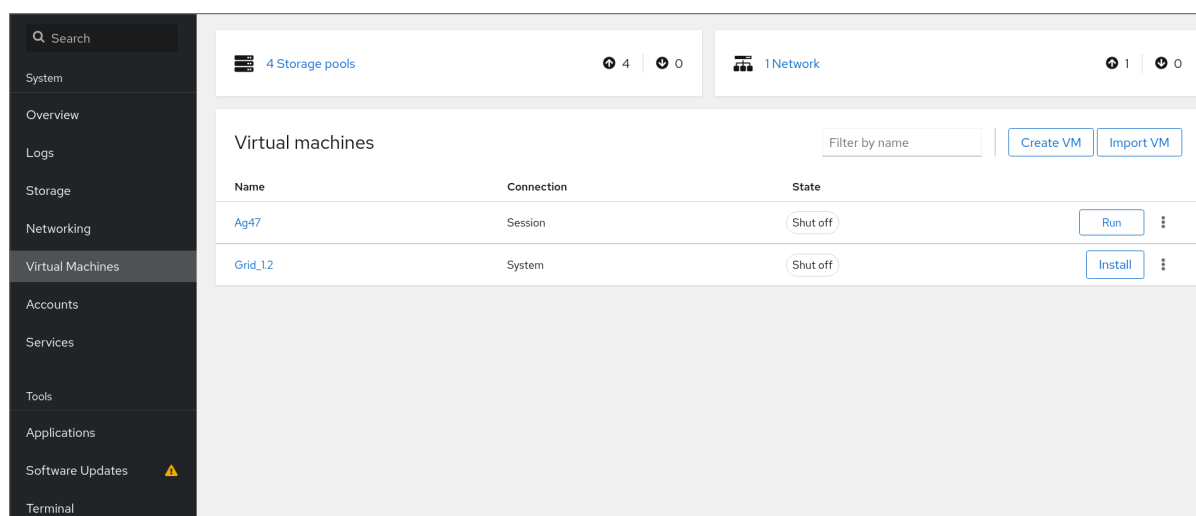 Search
System
Overview
Logs
Storage
Networking
Virtual Machines
Accounts
Services
Tools
Applications
Software Updates
Terminal
4 Storage pools 4 0
1 Network 1 0
Virtual machines Filter by name Create VM Import VM
Name Connection State
Ag47 Session Shut off Run
Grid_1.2 System Shut off Install